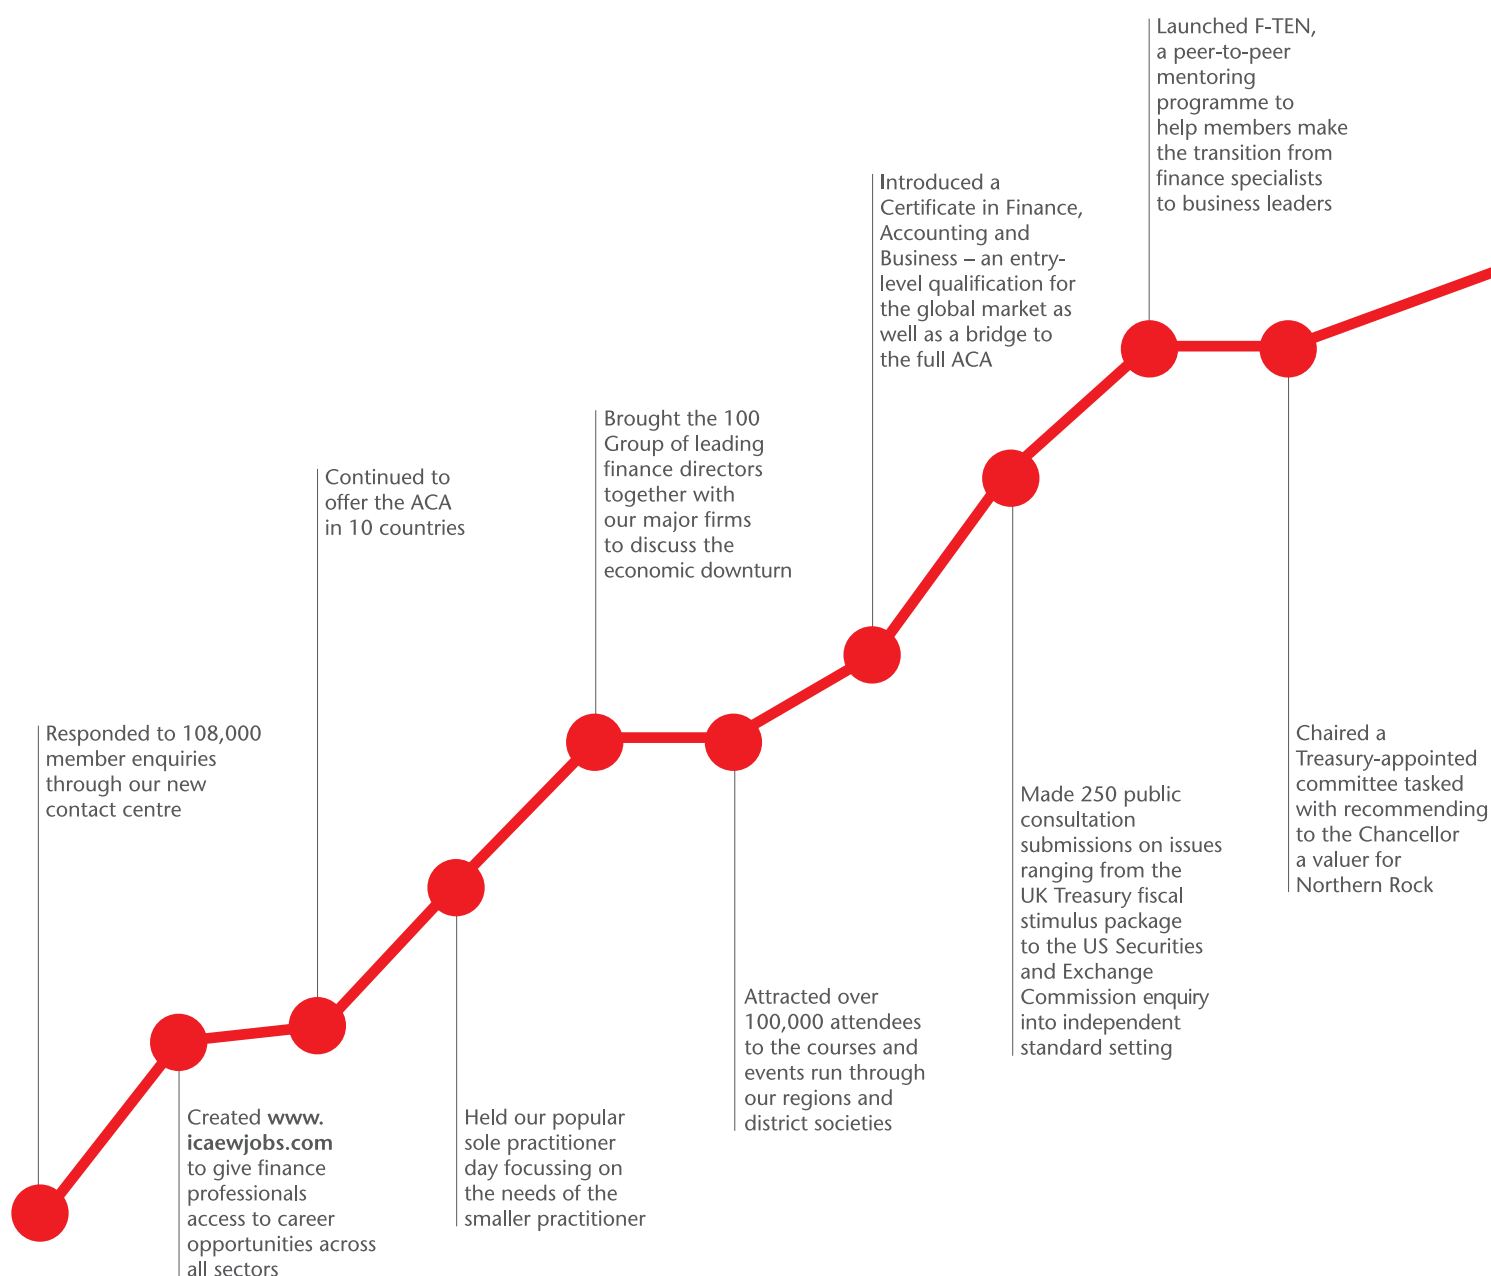 Responded to 108,000
member enquiries
through our new
contact centre
Created www.
icaewjobs.com
to give finance
professionals
access to career
opportunities across
all sectors
Continued to
offer the ACA
in 10 countries
Held our popular
sole practitioner
day focussing on
the needs of the
smaller practitioner
Brought the 100
Group of leading
finance directors
together with
our major firms
to discuss the
economic downturn
Attracted over
100,000 attendees
to the courses and
events run through
our regions and
district societies
Introduced a
Certificate in Finance,
Accounting and
Business – an entry-
level qualification for
the global market as
well as a bridge to
the full ACA
Made 250 public
consultation
submissions on issues
ranging from the
UK Treasury fiscal
stimulus package
to the US Securities
and Exchange
Commission enquiry
into independent
standard setting
Launched F-TEN,
a peer-to-peer
mentoring
programme to
help members make
the transition from
finance specialists
to business leaders
Chaired a
Treasury-appointed
committee tasked
with recommending
to the Chancellor
a valuer for
Northern Rock